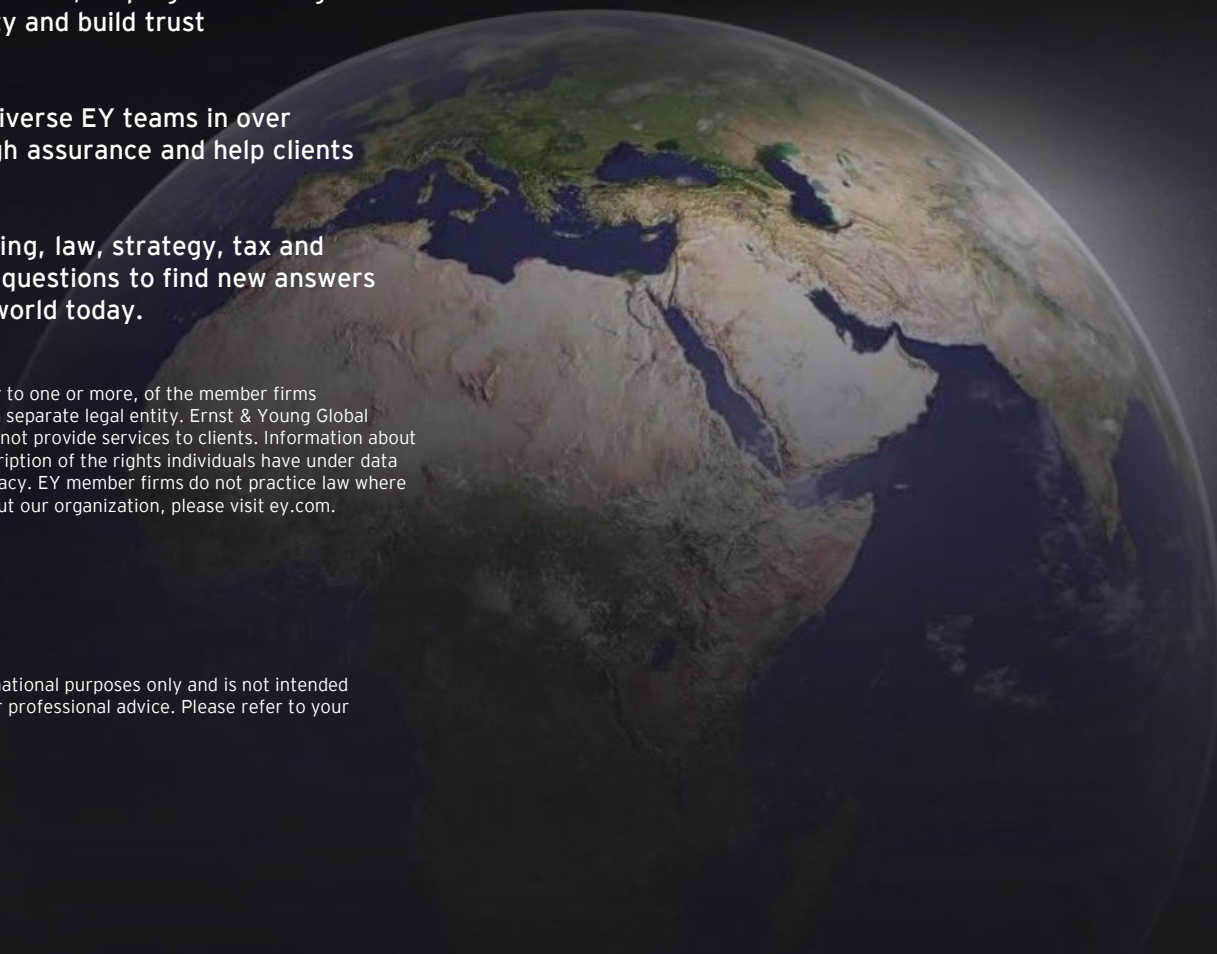 ty and build trust
iverse EY teams in over
gh assurance and help clients
ing, law, strategy, tax and
questions to find new answers
world today.
r to one or more, of the member firms
separate legal entity. Ernst & Young Global
not provide services to clients. Information about
ription of the rights individuals have under data
acy. EY member firms do not practice law where
ut our organization, please visit ey.com.
national purposes only and is not intended
r professional advice. Please refer to your